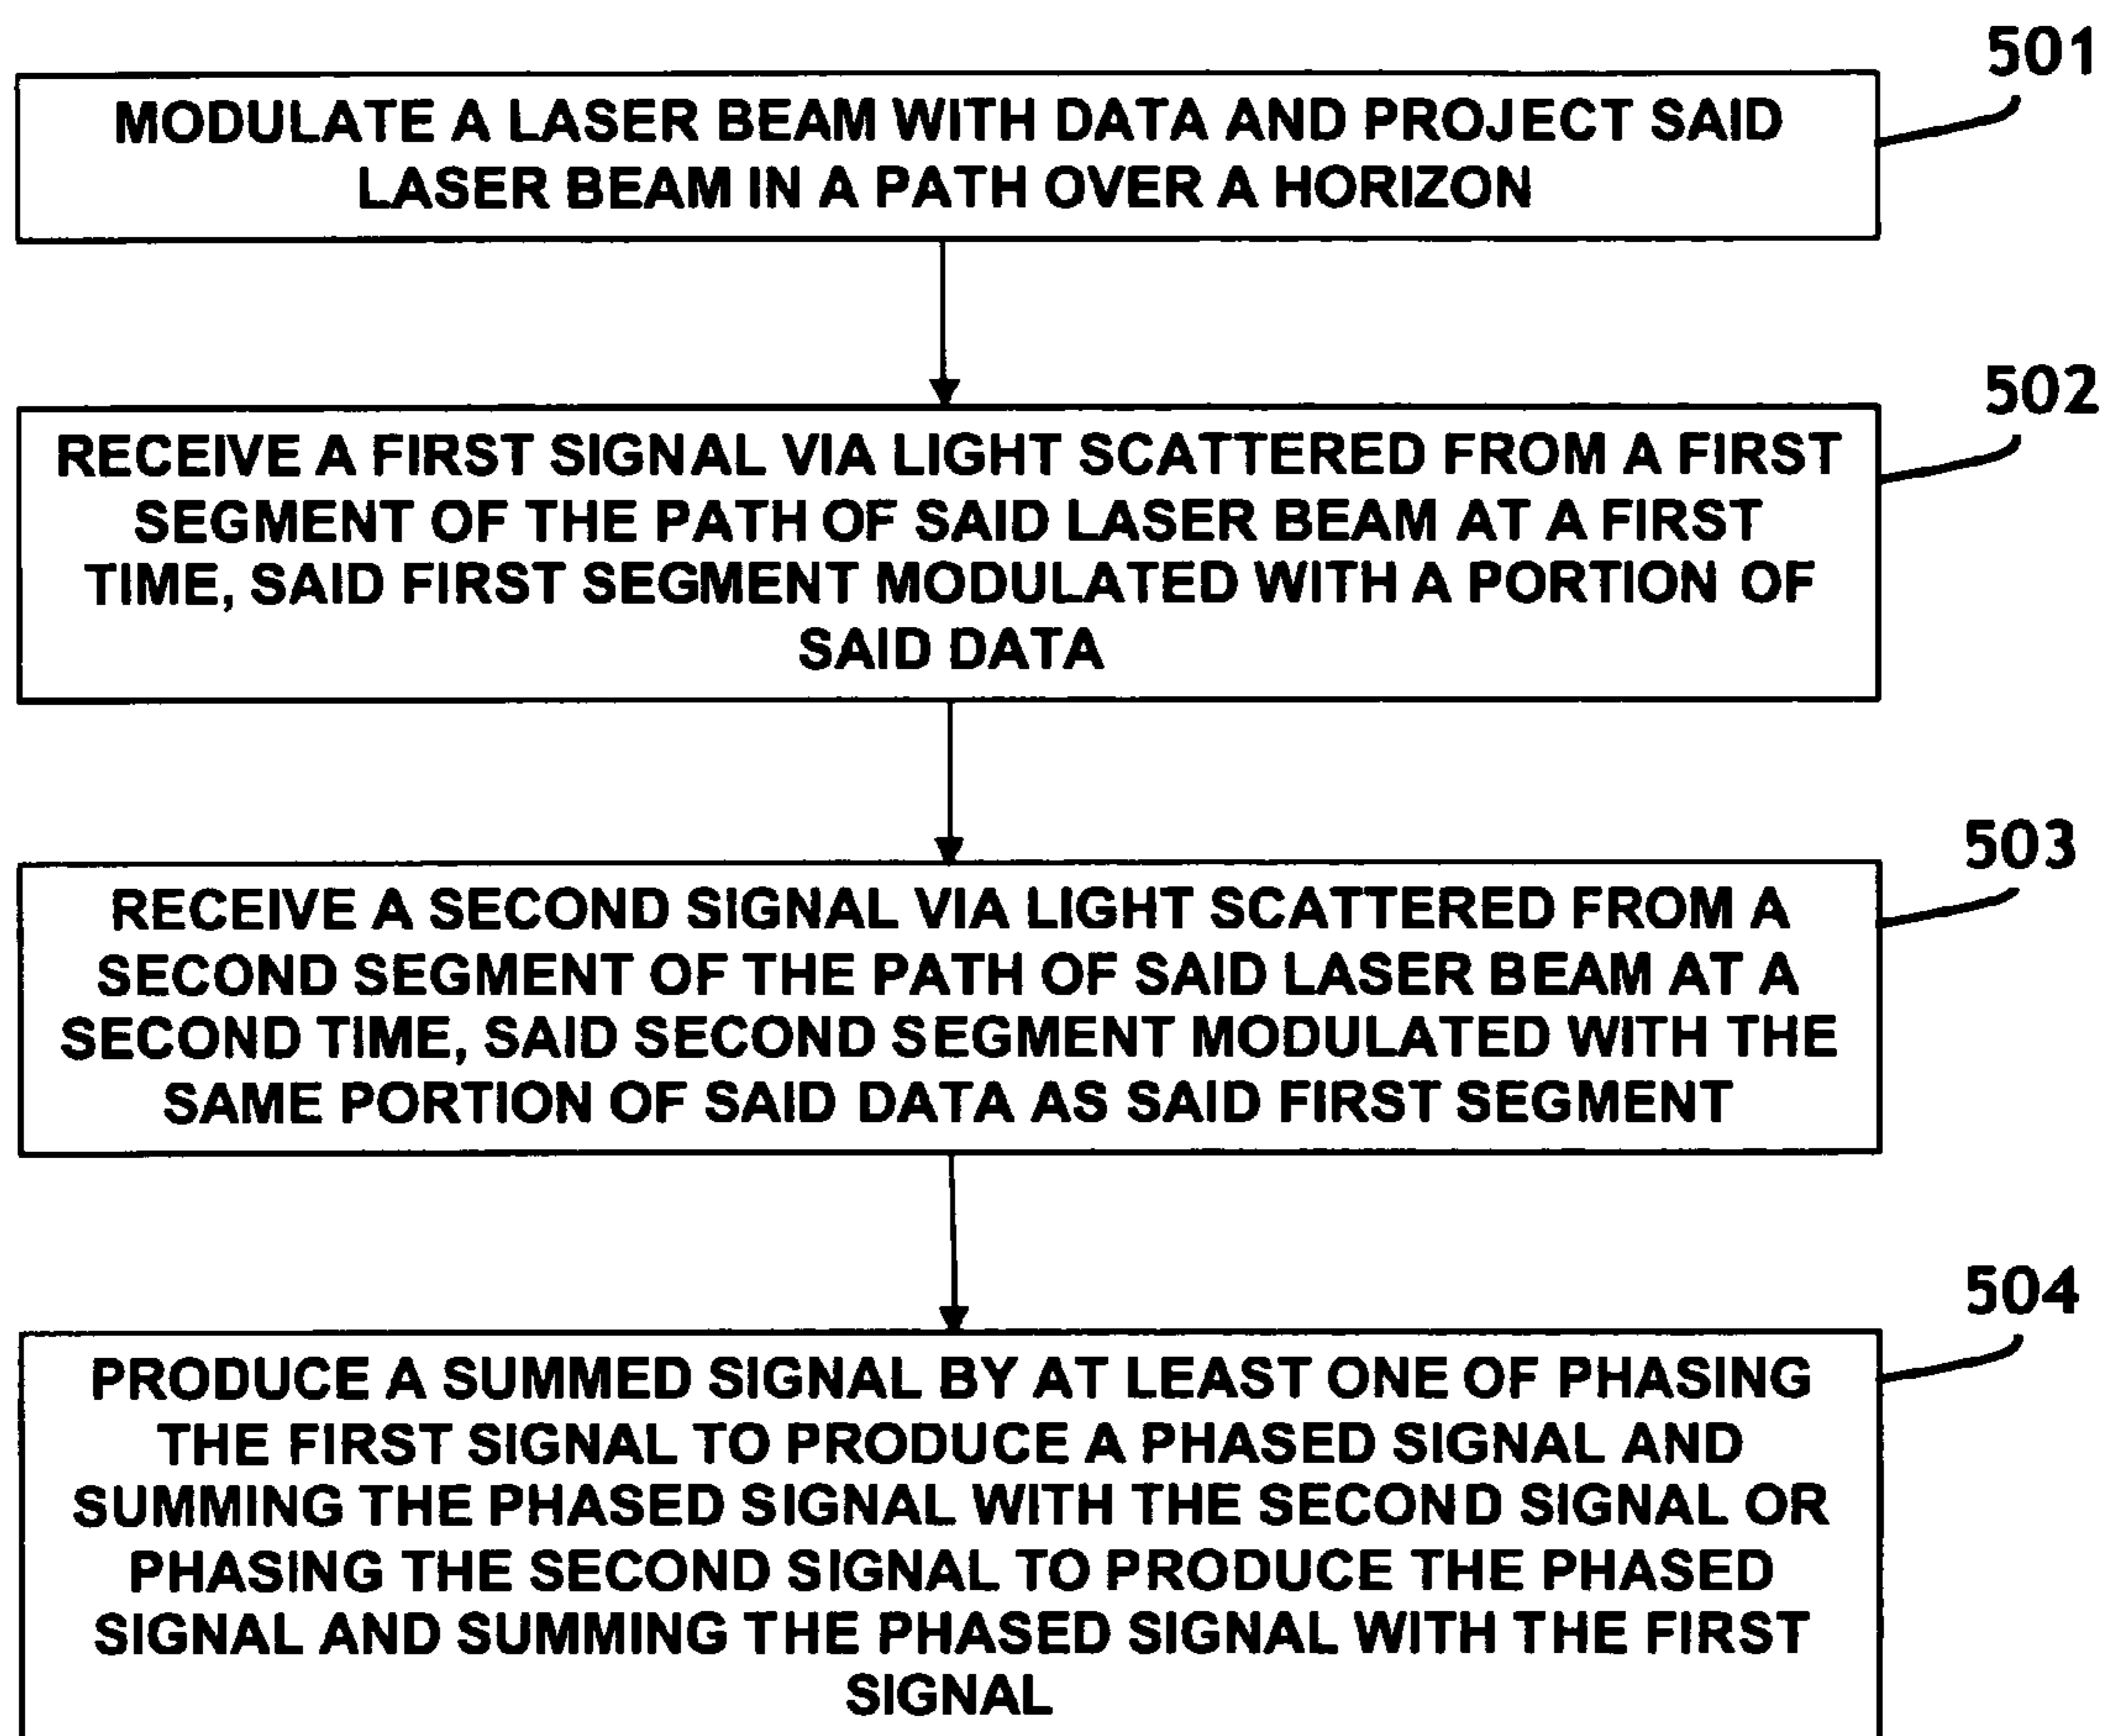 501
MODULATE A LASER BEAM WITH DATA AND PROJECT SAID
LASER BEAM IN A PATH OVER A HORIZON
502
RECEIVE A FIRST SIGNAL VIA LIGHT SCATTERED FROM A FIRST
SEGMENT OF THE PATH OF SAID LASER BEAM AT A FIRST
TIME, SAID FIRST SEGMENT MODULATED WITH A PORTION OF
SAID DATA
503
RECEIVE A SECOND SIGNAL VIA LIGHT SCATTERED FROM A
SECOND SEGMENT OF THE PATH OF SAID LASER BEAM AT A
SECOND TIME, SAID SECOND SEGMENT MODULATED WITH THE
SAME PORTION OF SAID DATA AS SAID FIRST SEGMENT
504
PRODUCE A SUMMED SIGNAL BY AT LEAST ONE OF PHASING
THE FIRST SIGNAL TO PRODUCE A PHASED SIGNAL AND
SUMMING THE PHASED SIGNAL WITH THE SECOND SIGNAL OR
PHASING THE SECOND SIGNAL TO PRODUCE THE PHASED
SIGNAL AND SUMMING THE PHASED SIGNAL WITH THE FIRST
SIGNAL